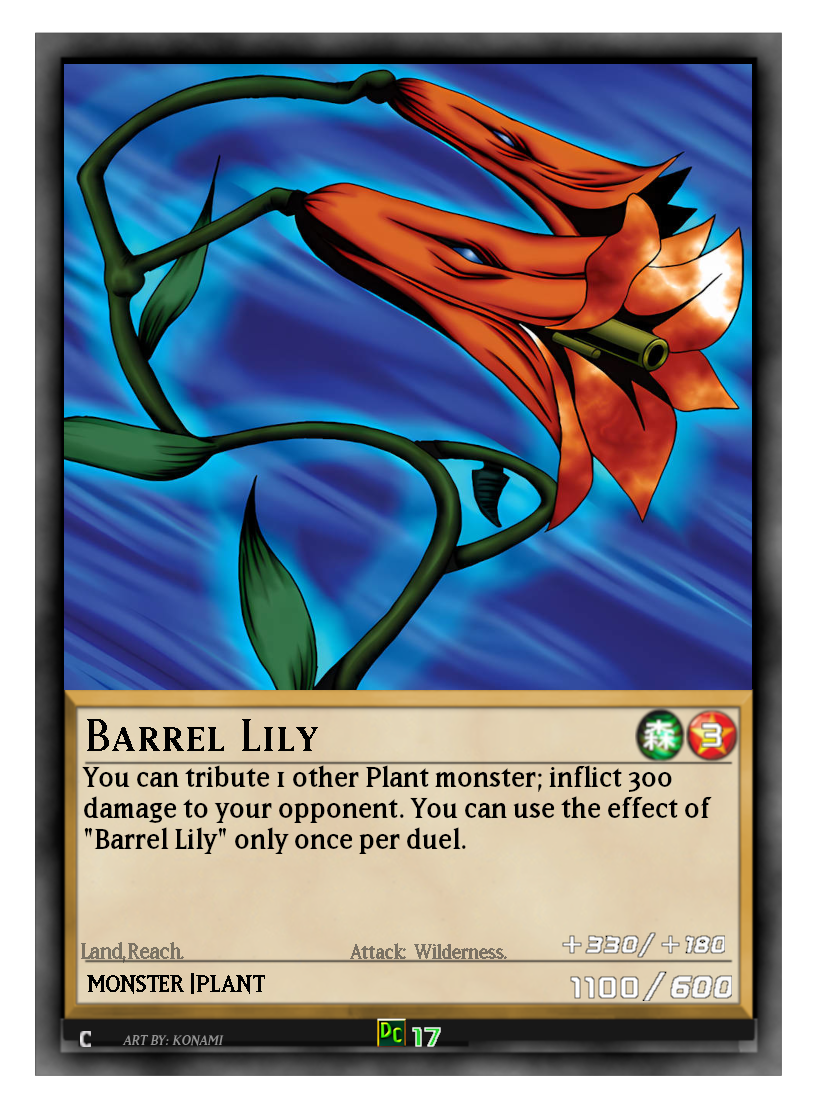 BARREL LILY 森 3
You can tribute 1 other Plant monster; inflict 300
damage to your opponent. You can use the effect of
"Barrel Lily" only once per duel.
Land,Reach. Attack: Wilderness. +330/+180
MONSTER |PLANT 1100/600
C ART BY: KONAMI DC 17